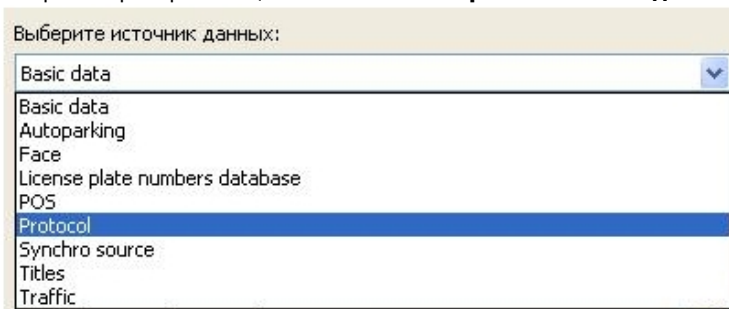 Выберите источник данных:
Basic data
Basic data
Autoparking
Face
License plate numbers database
POS
Protocol
Synchro source
Titles
Traffic